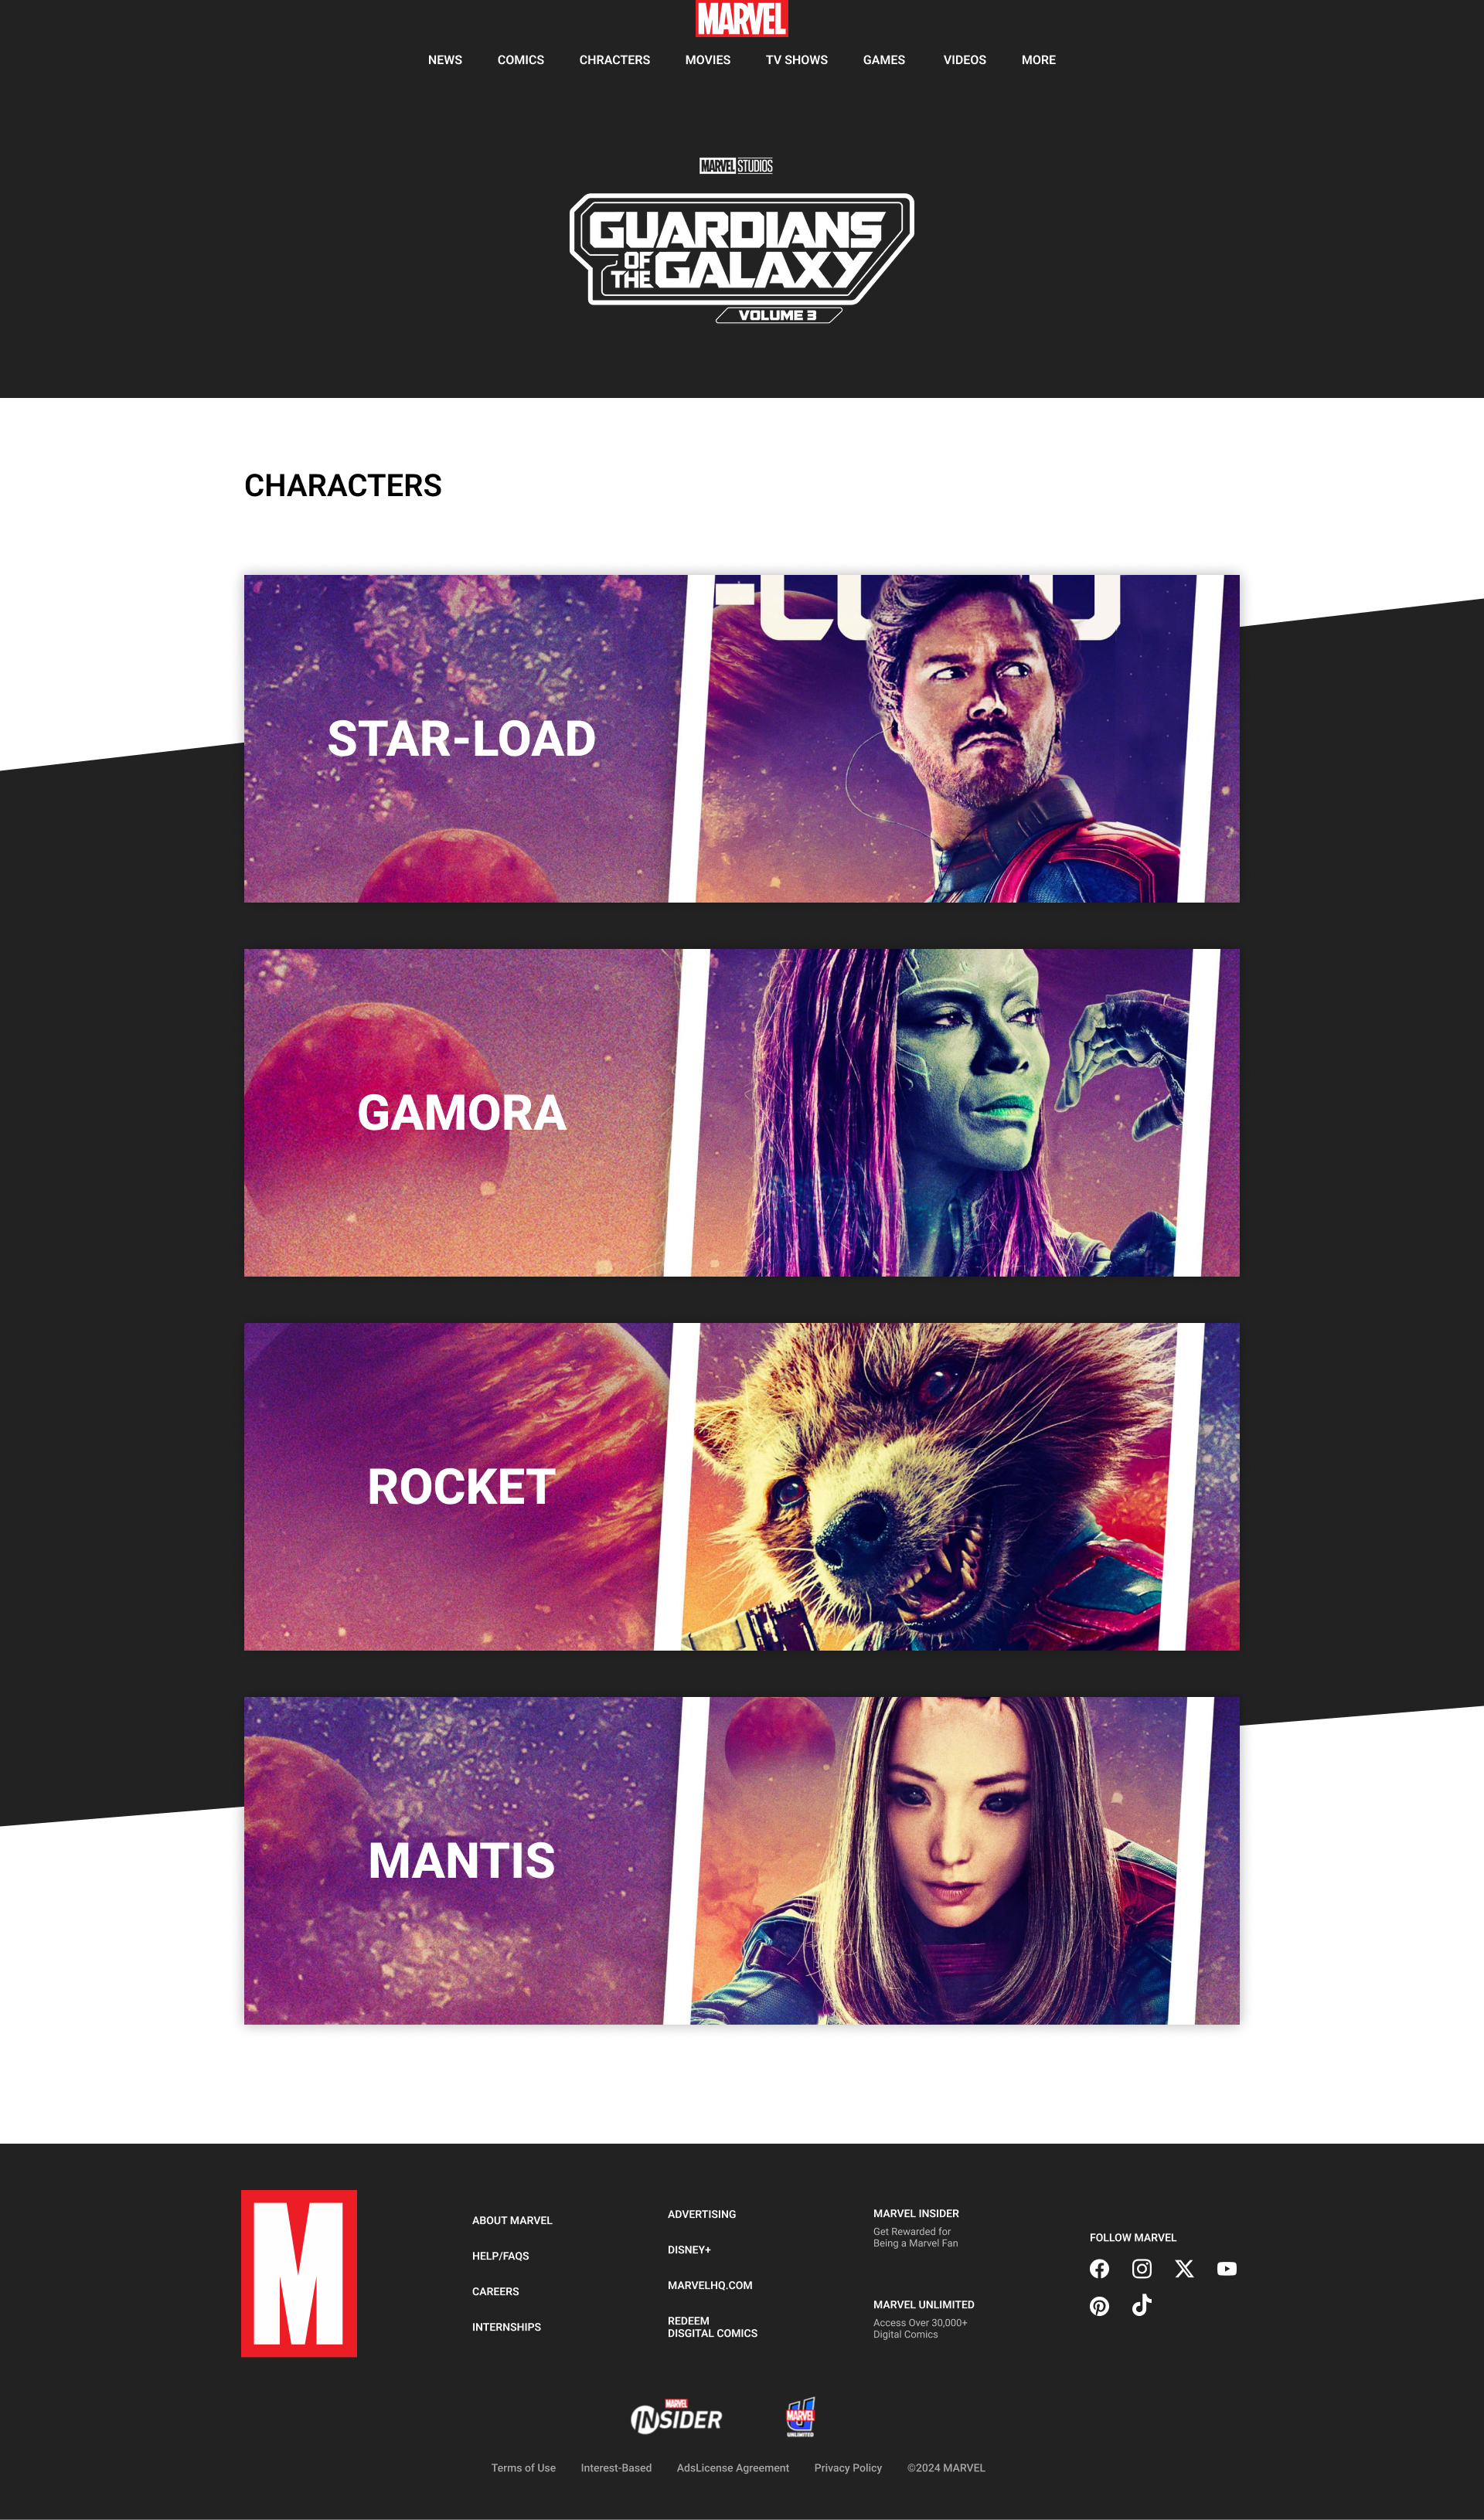 MARVEL
NEWS COMICS CHRACTERS MOVIES TV SHOWS GAMES VIDEOS MORE
MARVEL STUDIOS
GUARDIANS
OF THE GALAXY
VOLUME 3
CHARACTERS
STAR-LOAD
GAMORA
ROCKET
MANTIS
M
ABOUT MARVEL
HELP/FAQS
CAREERS
INTERNSHIPS
ADVERTISING
DISNEY+
MARVELHQ.COM
REDEEM
DISGITAL COMICS
MARVEL INSIDER
Get Rewarded for
Being a Marvel Fan
MARVEL UNLIMITED
Access Over 30,000+
Digital Comics
FOLLOW MARVEL
MARVEL
INSIDER
MARVEL
UNLIMITED
Terms of Use Interest-Based AdsLicense Agreement Privacy Policy ©2024 MARVEL